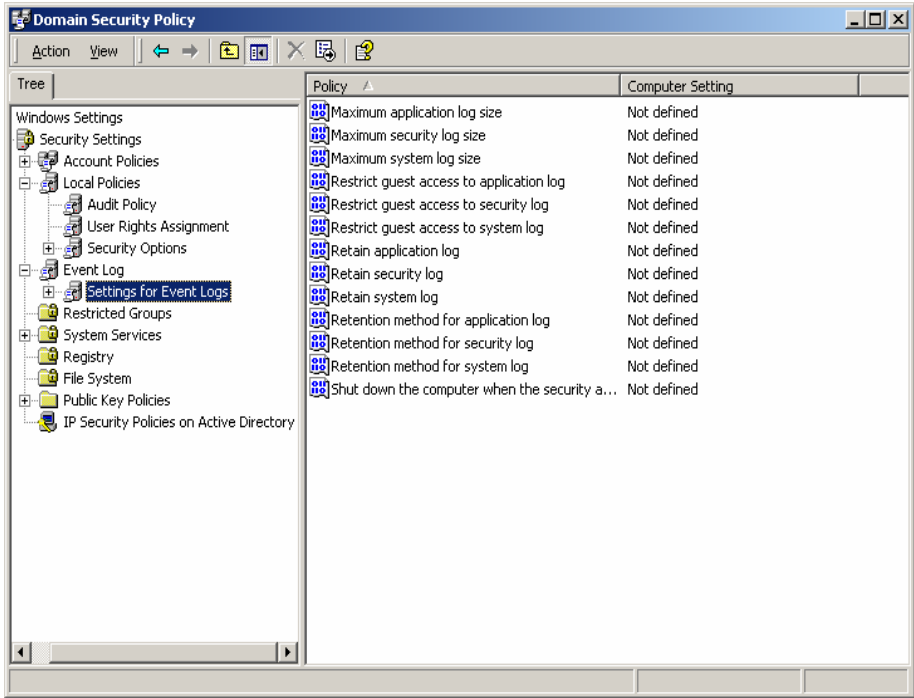 Domain Security Policy
Action View
Tree
Windows Settings
Security Settings
Account Policies
Local Policies
Audit Policy
User Rights Assignment
Security Options
Event Log
Settings for Event Logs
Restricted Groups
System Services
Registry
File System
Public Key Policies
IP Security Policies on Active Directory
Policy Computer Setting
Maximum application log size Not defined
Maximum security log size Not defined
Maximum system log size Not defined
Restrict guest access to application log Not defined
Restrict guest access to security log Not defined
Restrict guest access to system log Not defined
Retain application log Not defined
Retain security log Not defined
Retain system log Not defined
Retention method for application log Not defined
Retention method for security log Not defined
Retention method for system log Not defined
Shut down the computer when the security a... Not defined